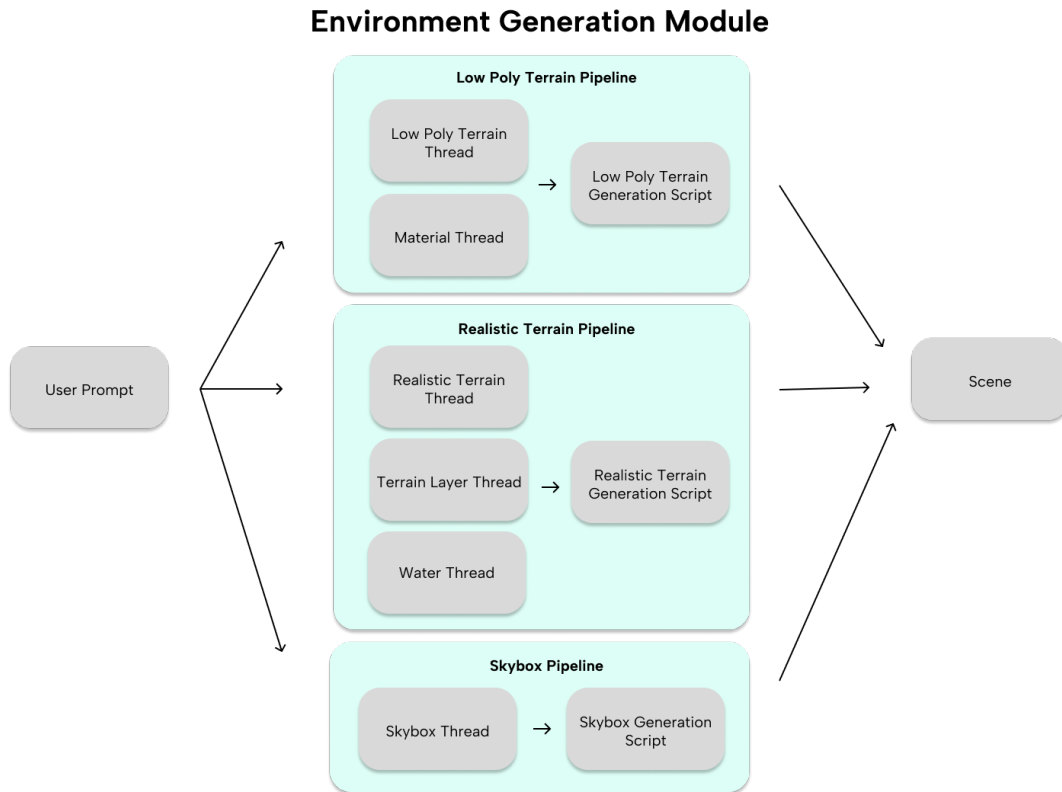 Environment Generation Module
Low Poly Terrain Pipeline
Low Poly Terrain
Thread
Material Thread
Low Poly Terrain
Generation Script
User Prompt
Realistic Terrain Pipeline
Realistic Terrain
Thread
Terrain Layer Thread
Water Thread
Realistic Terrain
Generation Script
Skybox Pipeline
Skybox Thread
Skybox Generation
Script
Scene